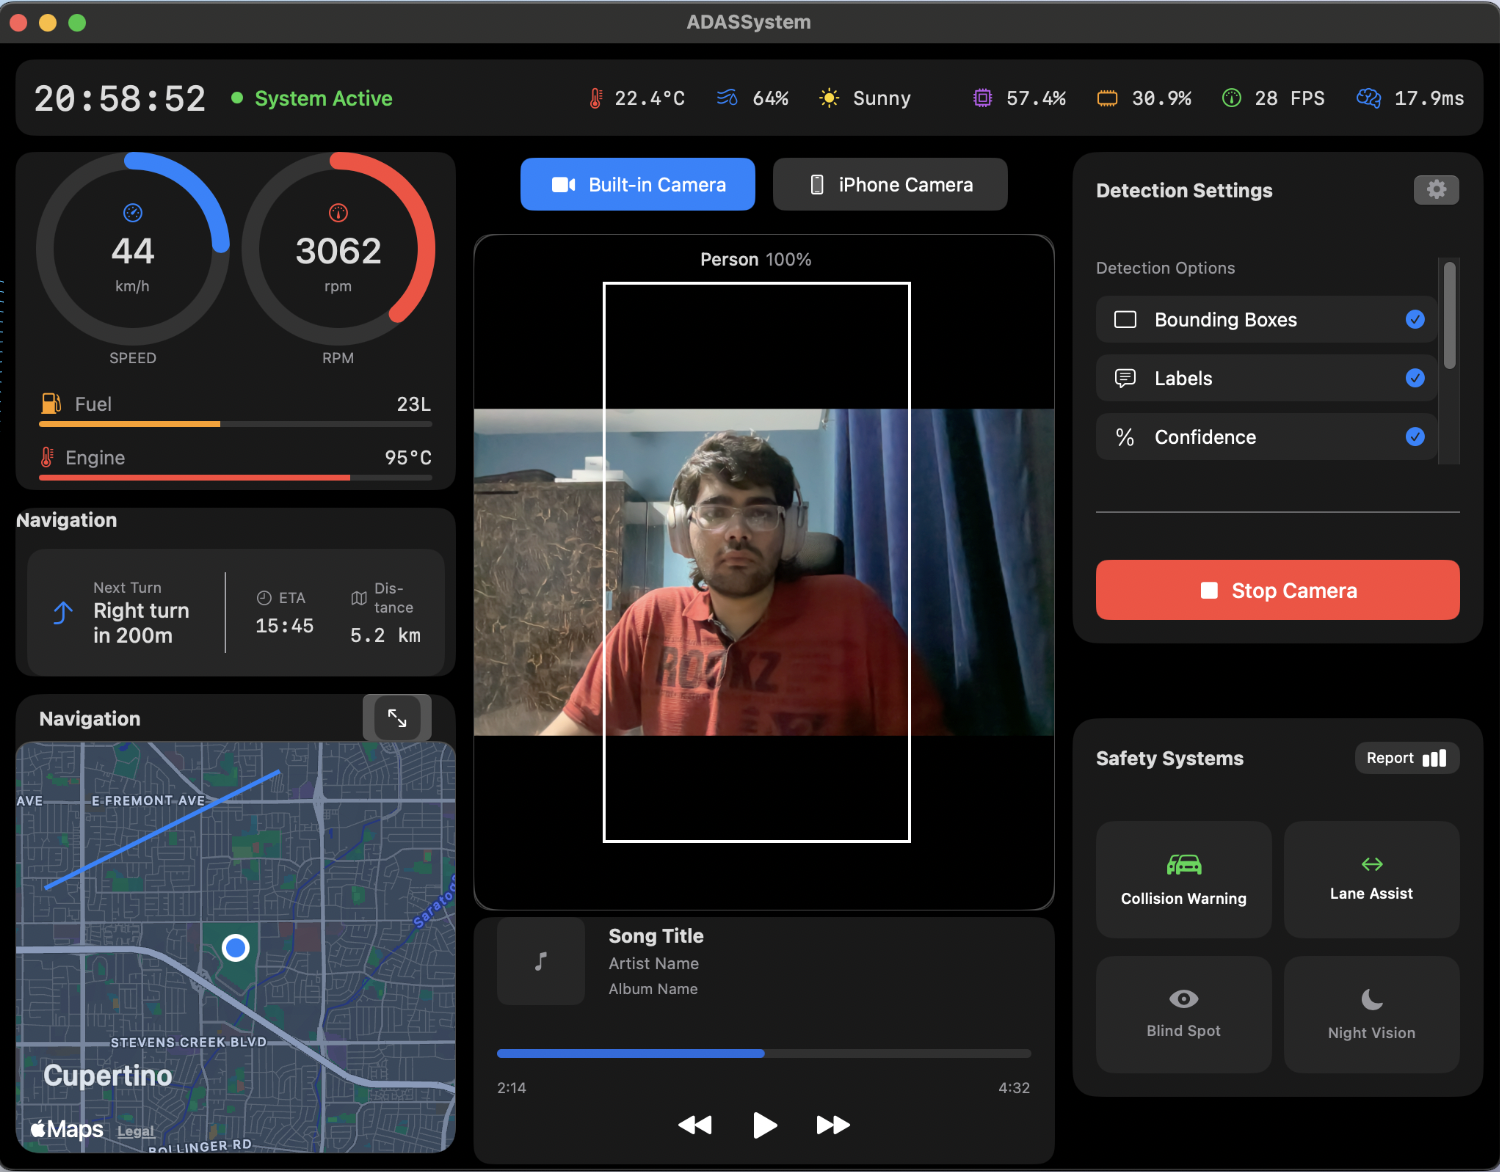 ADASSystem
20:58:52
System Active
22.4°C
64%
Sunny
57.4%
30.9%
28 FPS
17.9ms
44
km/h
SPEED
3062
rpm
RPM
Fuel
23L
Engine
95°C
Navigation
Next Turn
Right turn
in 200m
ETA
15:45
Dis-
tance
5.2 km
Navigation
AVE
E FREMONT AVE
Saratog
STEVENS CREEK BLVD
Cupertino
Maps
Legal
BOLLINGER RD
Built-in Camera
iPhone Camera
Person 100%
ROCKZ
Song Title
Artist Name
Album Name
2:14
4:32
Detection Settings
Detection Options
Bounding Boxes
Labels
% Confidence
Stop Camera
Safety Systems
Report
Collision Warning
Lane Assist
Blind Spot
Night Vision